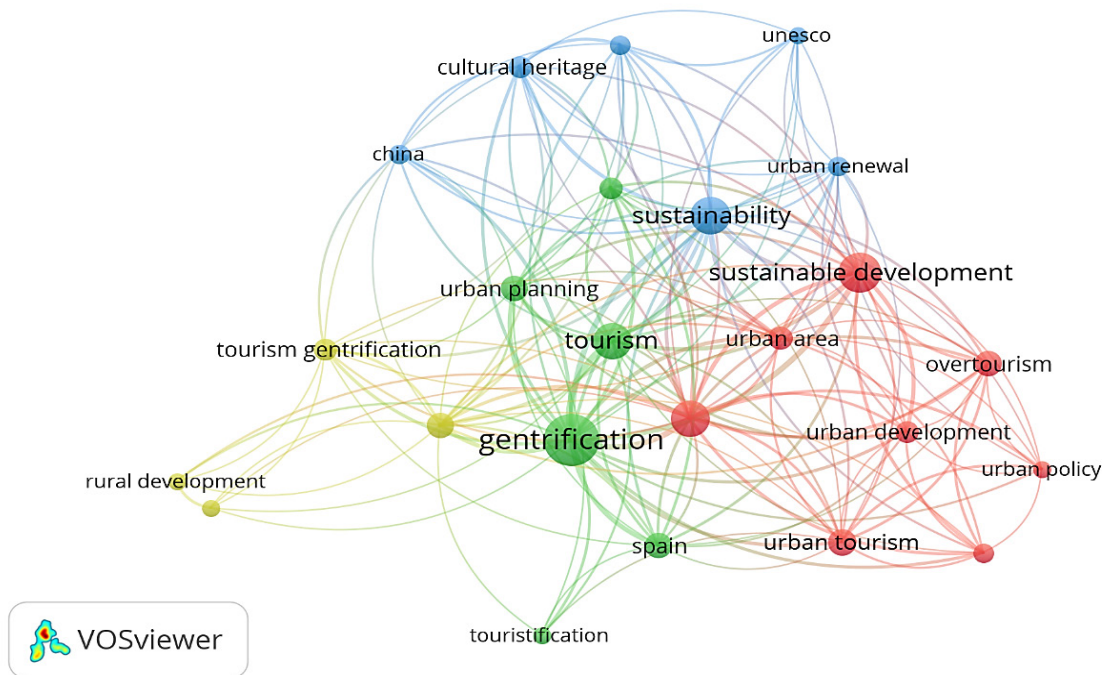 unesco
cultural heritage
china
urban renewal
sustainability
sustainable development
urban planning
tourism
urban area
tourism gentrification
overtourism
gentrification
urban development
urban policy
rural development
spain
urban tourism
touristification
VOSviewer